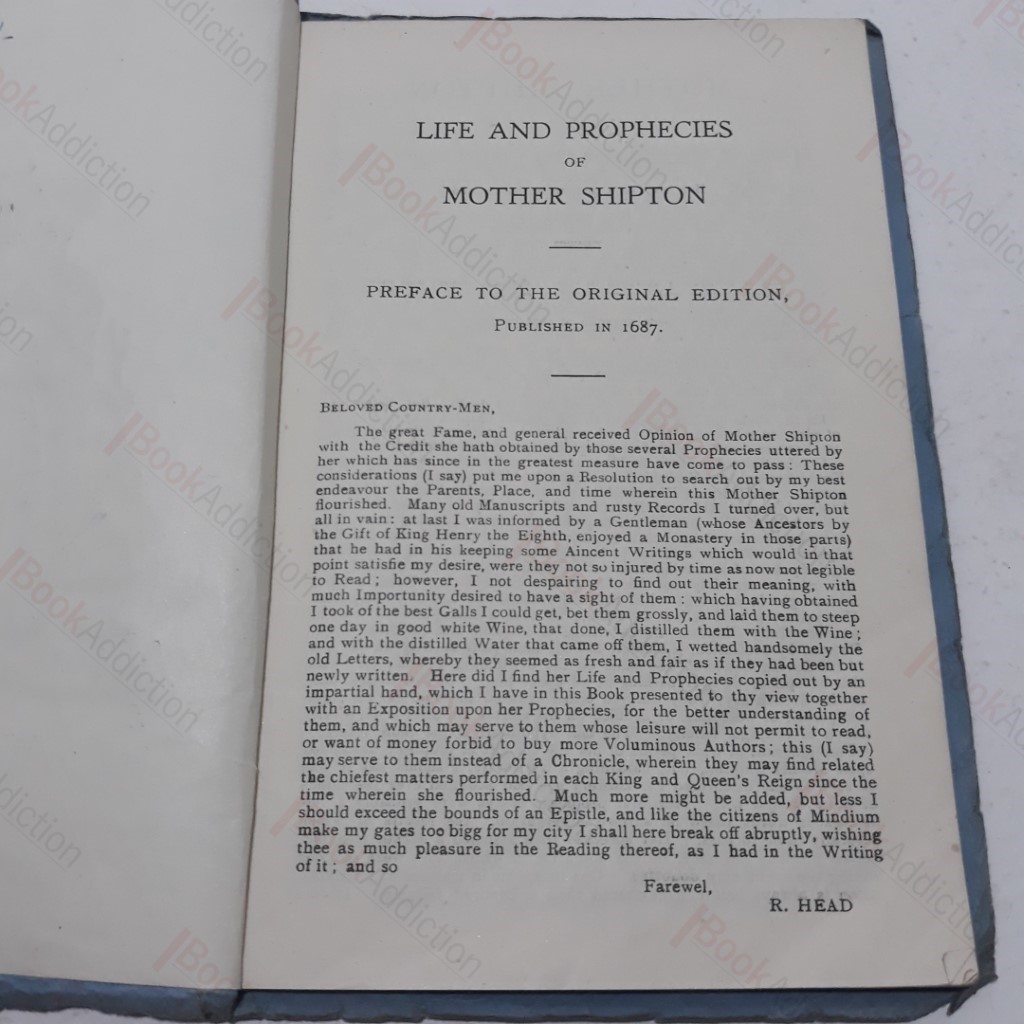 LIFE AND PROPHECIES
OF
MOTHER SHIPTON
PREFACE TO THE ORIGINAL EDITION,
PUBLISHED IN 1687.
BELOVED COUNTRY-MEN,
The great Fame, and general received Opinion of Mother Shipton
with the Credit she hath obtained by those several Prophecies uttered by
her which has since in the greatest measure have come to pass: These
considerations (I say) put me upon a Resolution to search out by my best
endeavour the Parents, Place, and time wherein this Mother Shipton
flourished. Many old Manuscripts and rusty Records I turned over, but
all in vain: at last I was informed by a Gentleman (whose Ancestors by
the Gift of King Henry the Eighth, enjoyed a Monastery in those parts)
that he had in his keeping some Aincent Writings which would in that
point satisfie my desire, were they not so injured by time as now not legible
to Read; however, I not despairing to find out their meaning, with
much Importunity desired to have a sight of them: which having obtained
I took of the best Galls I could get, bet them grossly, and laid them to steep
one day in good white Wine, that done, I distilled them with the Wine;
and with the distilled Water that came off them, I wetted handsomely the
old Letters, whereby they seemed as fresh and fair as if they had been but
newly written. Here did I find her Life and Prophecies copied out by an
impartial hand, which I have in this Book presented to thy view together
with an Exposition upon her Prophecies, for the better understanding of
them, and which may serve to them whose leisure will not permit to read,
or want of money forbid to buy more Voluminous Authors; this (I say)
may serve to them instead of a Chronicle, wherein they may find related
the chiefest matters performed in each King and Queen's Reign since the
time wherein she flourished. Much more might be added, but less I
should exceed the bounds of an Epistle, and like the citizens of Mindium
make my gates too bigg for my city I shall here break off abruptly, wishing
thee as much pleasure in the Reading thereof, as I had in the Writing
of it; and so
Farewel,
R. HEAD
BookAddiction